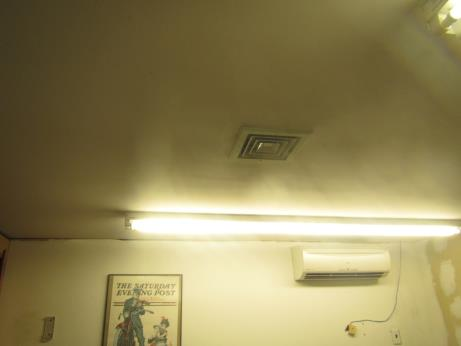 THE SATURDAY
EVENING POST